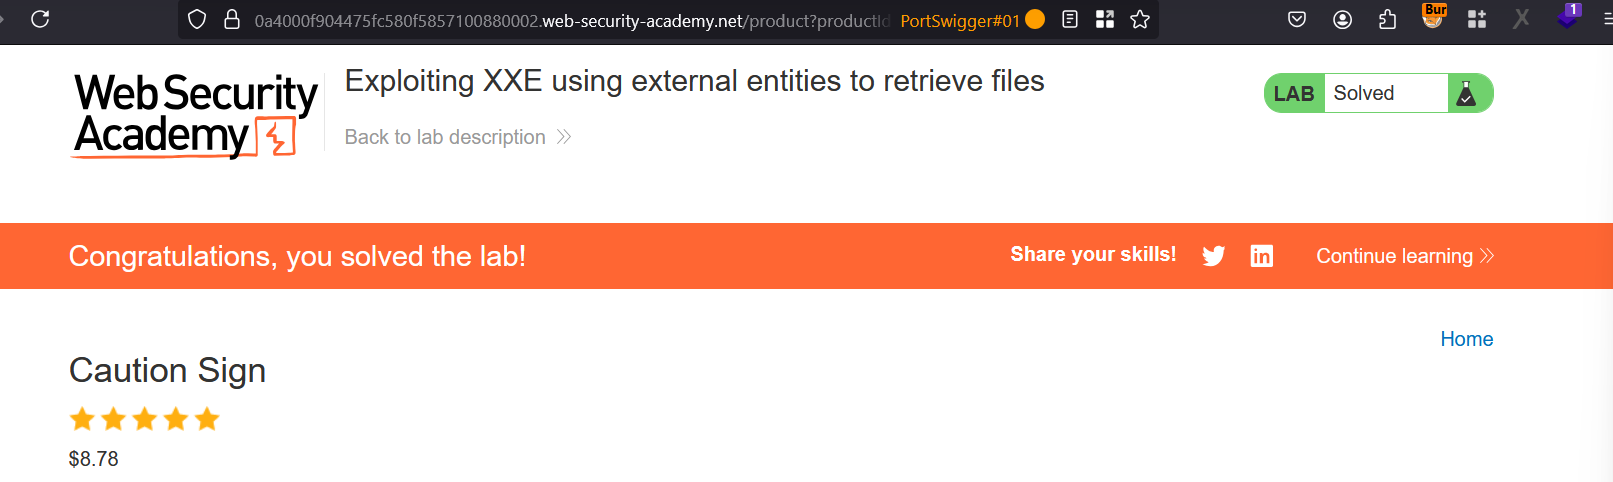 0a4000f904475fc580f5857100880002.web-security-academy.net/product?productId PortSwigger#01
Bur
1
Web Security
Academy
Exploiting XXE using external entities to retrieve files
Back to lab description
LAB Solved
Congratulations, you solved the lab!
Share your skills!
Continue learning
Home
Caution Sign
$8.78